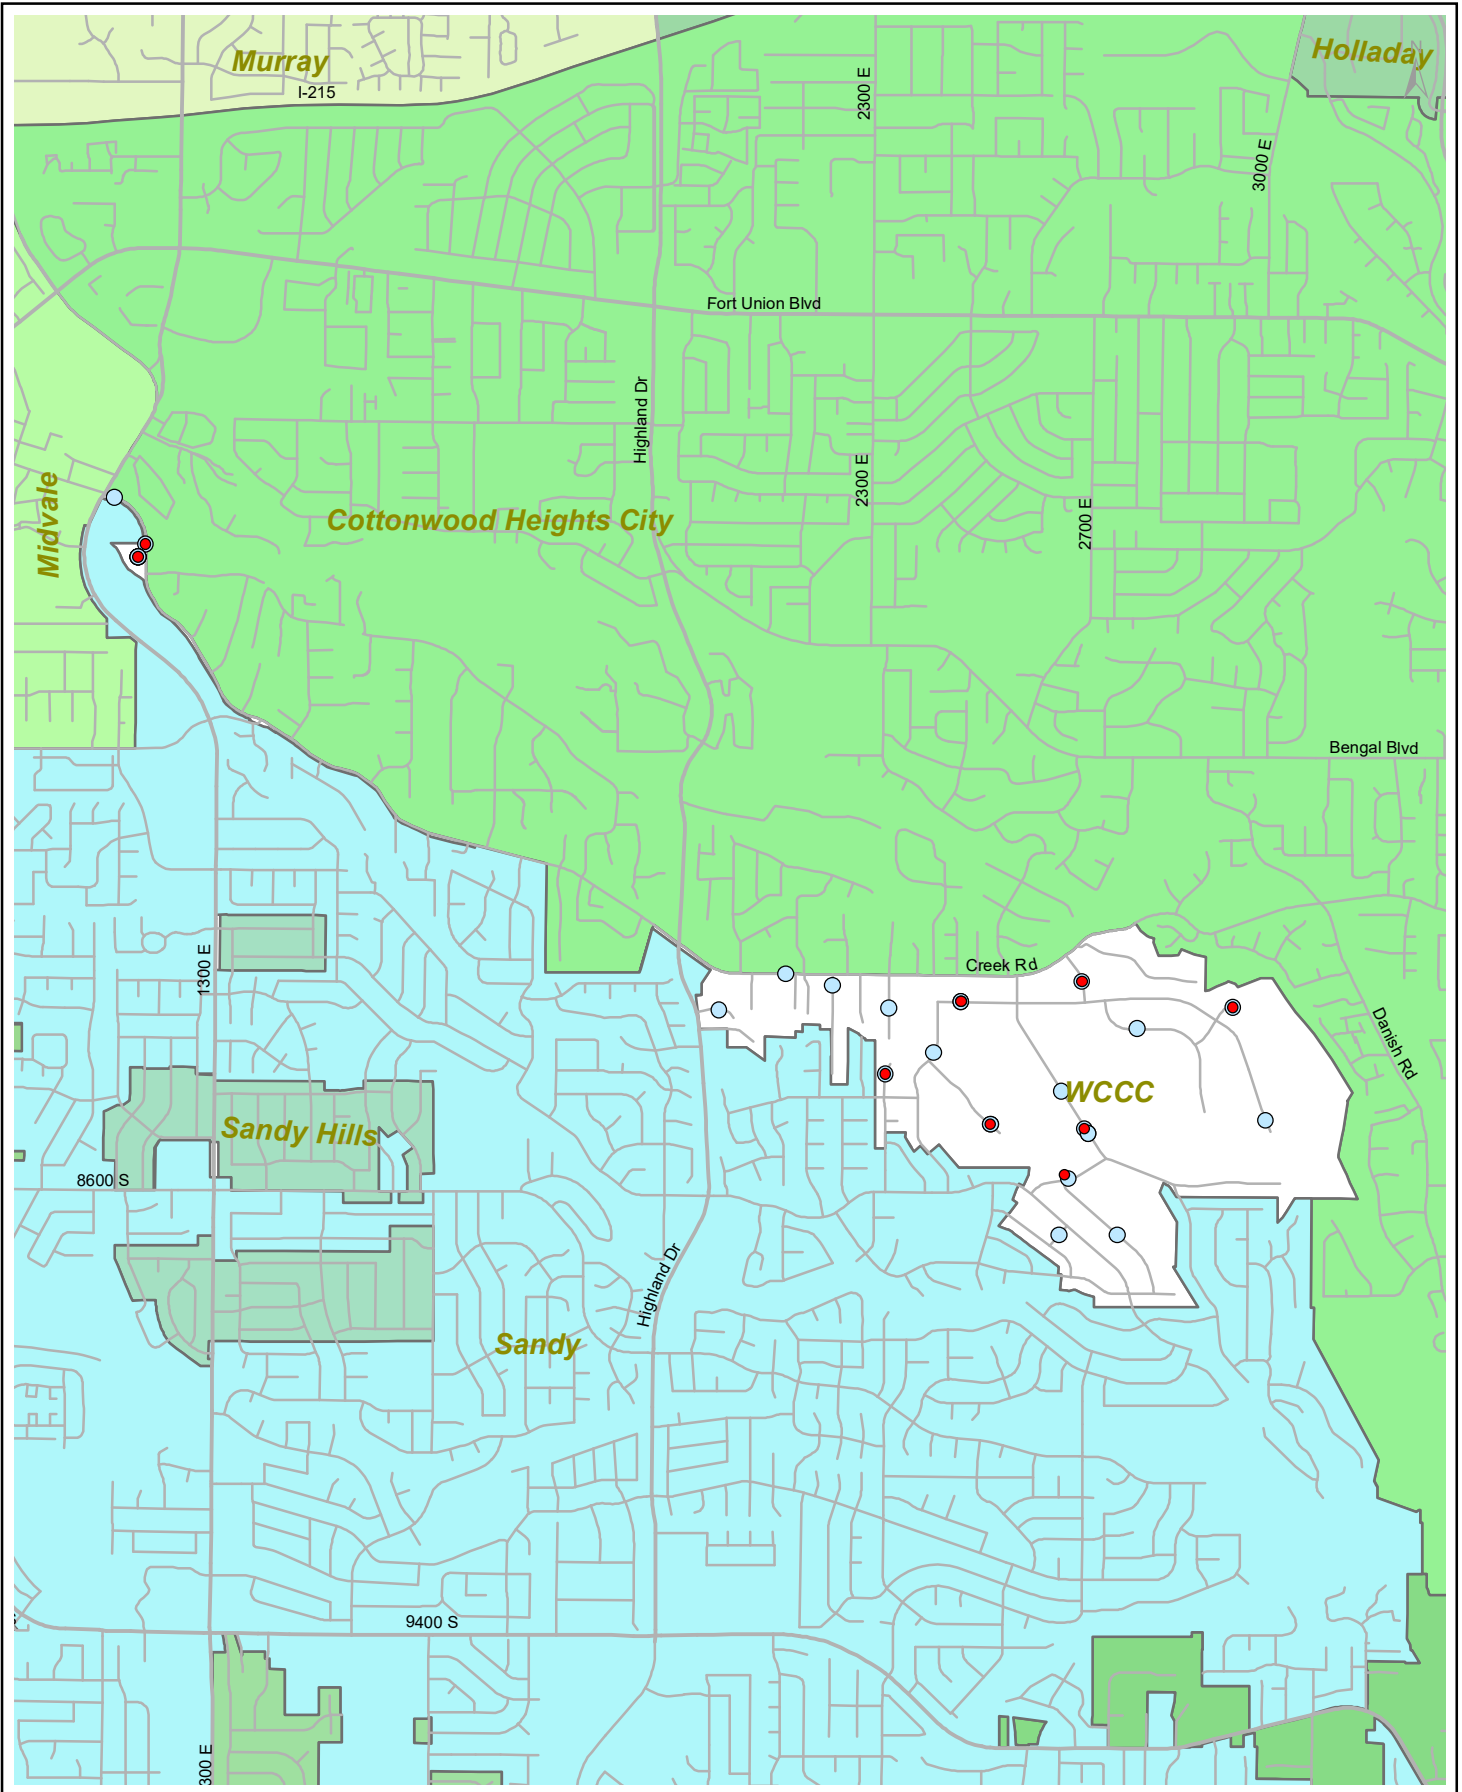 Murray
Holladay
I-215
2300 E
3000 E
Fort Union Blvd
Highland Dr
2300 E
Midvale
Cottonwood Heights City
2700 E
Bengal Blvd
1300 E
Creek Rd
Danish Rd
WCCC
Sandy Hills
8600 S
Highland Dr
Sandy
9400 S
300 E